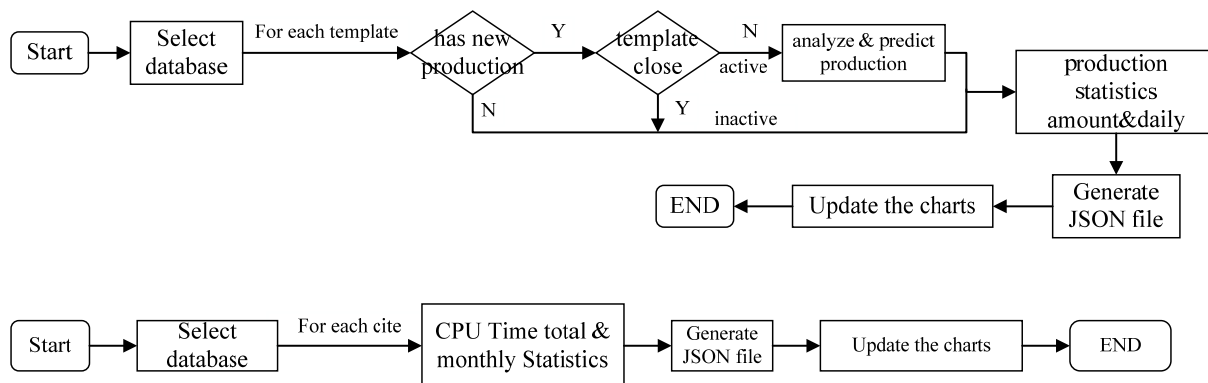 Start
Select
database
For each template
has new
production
Y
template
close
N
active
analyze & predict
production
production
statistics
amount&daily
N
Y
inactive
Generate
JSON file
Update the charts
END
Start
Select
database
For each cite
CPU Time total &
monthly Statistics
Generate
JSON file
Update the charts
END